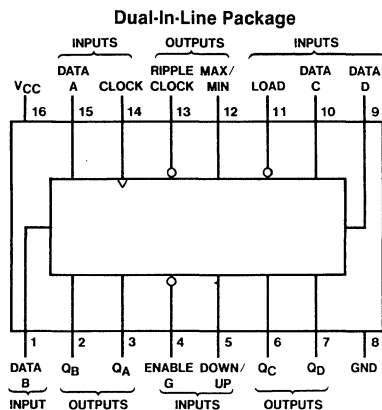 Dual-In-Line Package
INPUTS OUTPUTS INPUTS
DATA RIPPLE MAX/ DATA DATA
VCC A CLOCK CLOCK MIN LOAD C D
16 15 14 13 12 11 10 9
1 2 3 4 5 6 7 8
DATA QB QA ENABLE DOWN/ QC QD GND
B G UP
INPUT OUTPUTS INPUTS OUTPUTS